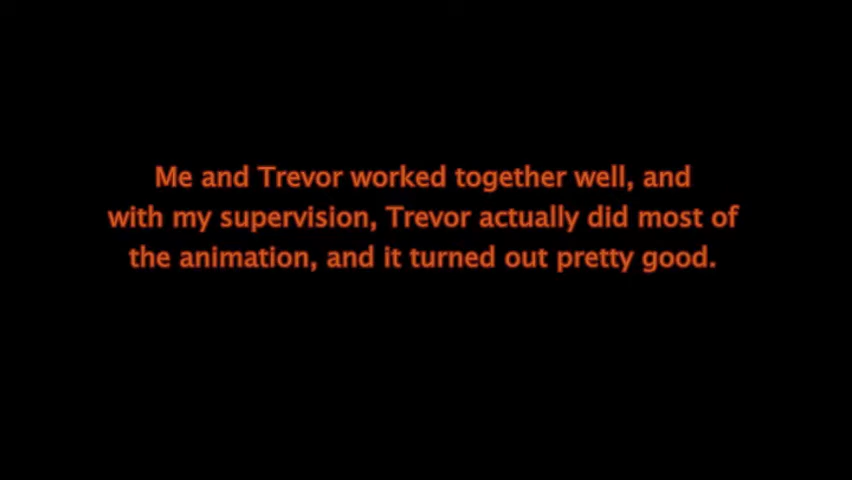 Me and Trevor worked together well, and
with my supervision, Trevor actually did most of
the animation, and it turned out pretty good.